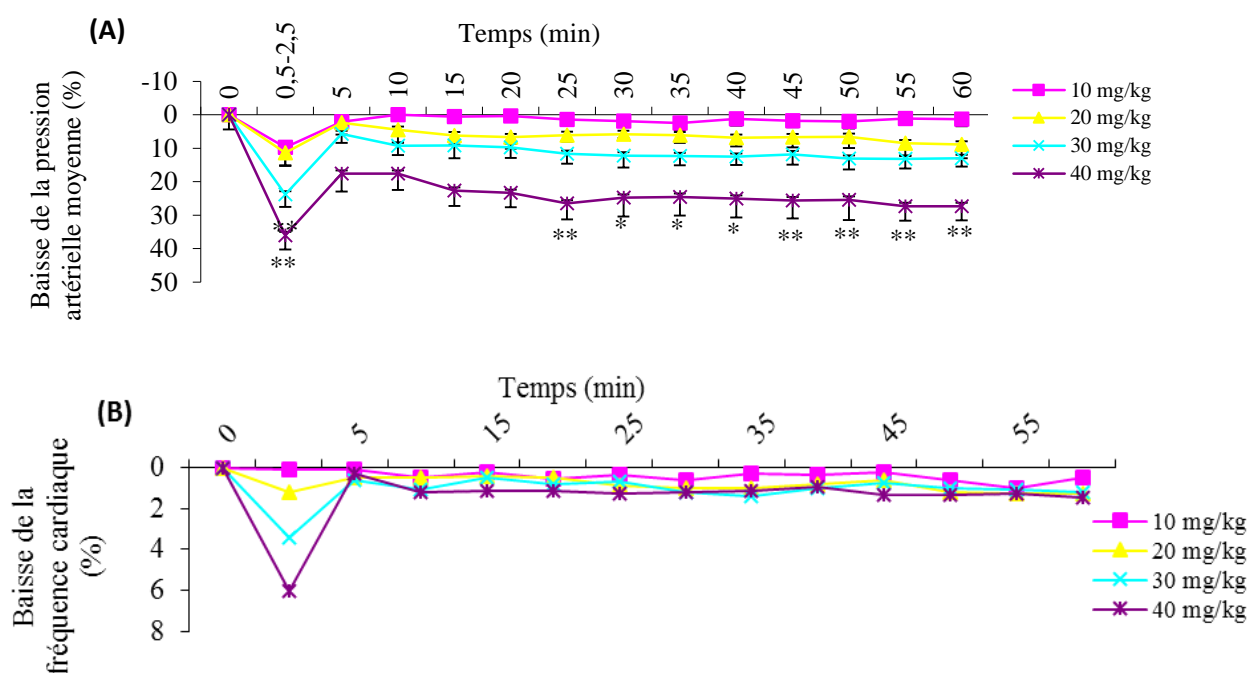 (A)
Temps (min)
Baisse de la pression
artérielle moyenne (%)
0 0,5-2,5 5 10 15 20 25 30 35 40 45 50 55 60
-10
0
10
20
30
40
50
10 mg/kg
20 mg/kg
30 mg/kg
40 mg/kg
**
** ** * * * ** ** ** **
(B)
Temps (min)
Baisse de la
fréquence cardiaque
(%)
0 5 15 25 35 45 55
0
2
4
6
8
10 mg/kg
20 mg/kg
30 mg/kg
40 mg/kg